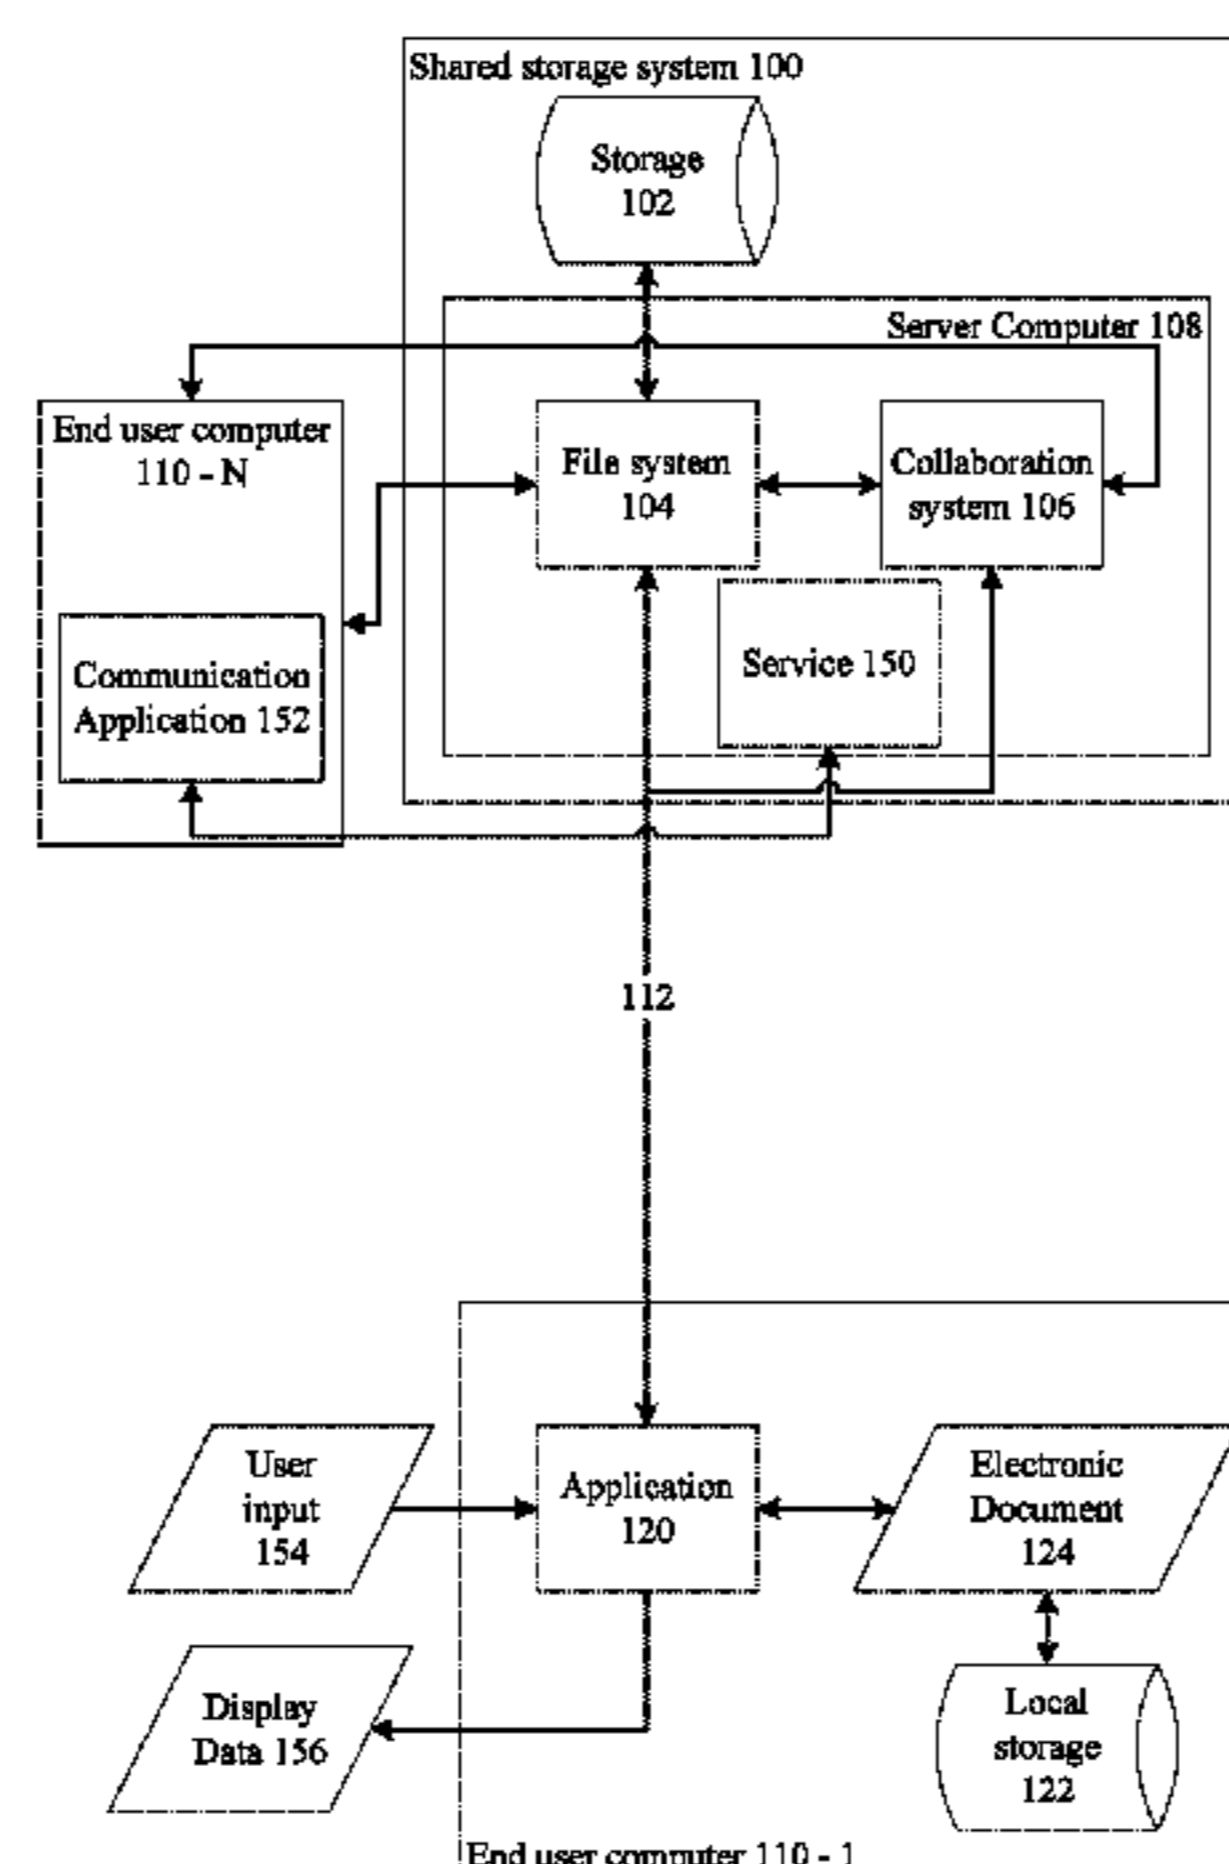 Shared storage system 100
Storage
102
Server Computer 108
End user computer
110 - N
File system
104
Collaboration
system 106
Communication
Application 152
Service 150
112
User
input
154
Application
120
Electronic
Document
124
Display
Data 156
Local
storage
122
End user computer 110 - 1